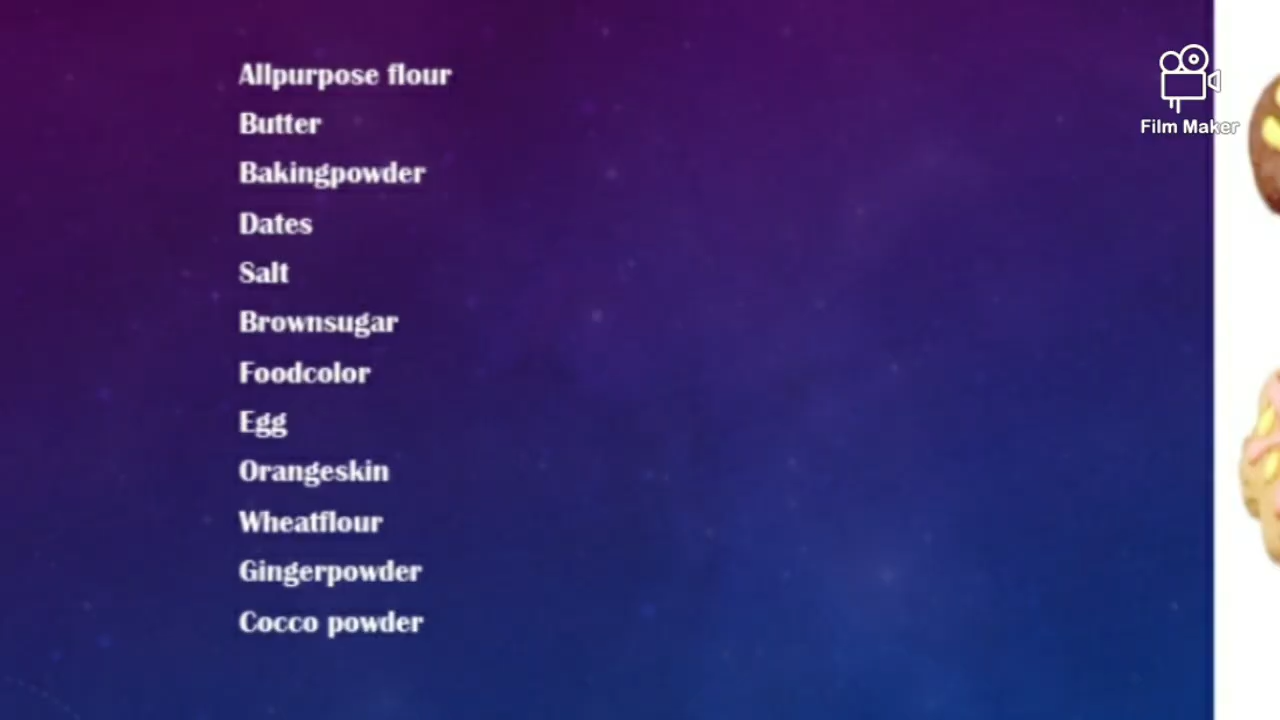 Allpurpose flour
Butter
Bakingpowder
Dates
Salt
Brownsugar
Foodcolor
Egg
Orangeskin
Wheatflour
Gingerpowder
Cocco powder
Film Maker